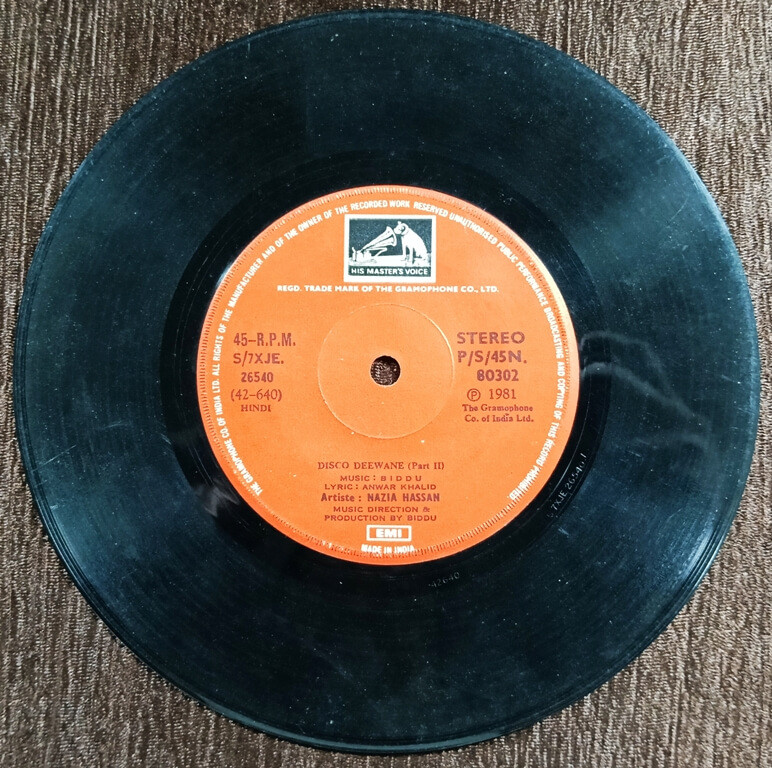 THE GRAMOPHONE CO. OF INDIA LTD. ALL RIGHTS OF THE MANUFACTURER AND OF THE OWNER OF THE RECORDED WORK RESERVED UNAUTHORISED PUBLIC PERFORMANCE BROADCASTING AND COPYING OF THIS RECORD PROHIBITED.
HIS MASTER'S VOICE
REGD. TRADE MARK OF THE GRAMOPHONE CO., LTD.
45–R.P.M.
S/7XJE.
26540
(42-640)
HINDI
STEREO
P/S/45N.
80302
Ⓟ 1981
The Gramophone
Co. of India Ltd.
DISCO DEEWANE (Part II)
MUSIC : BIDDU
LYRIC : ANWAR KHALID
Artiste : NAZIA HASSAN
MUSIC DIRECTION &
PRODUCTION BY BIDDU
EMI
MADE IN INDIA
42640